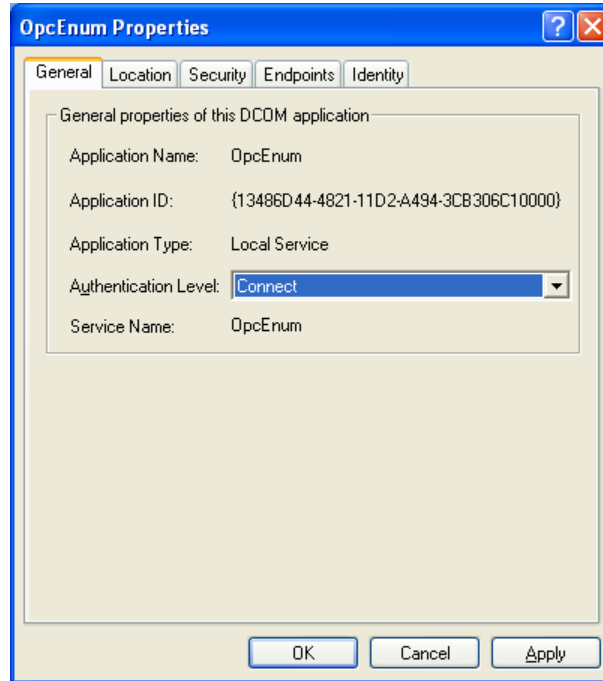 OpcEnum Properties
General Location Security Endpoints Identity
General properties of this DCOM application
Application Name: OpcEnum
Application ID: {13486D44-4821-11D2-A494-3CB306C10000}
Application Type: Local Service
Authentication Level: Connect
Service Name: OpcEnum
OK Cancel Apply